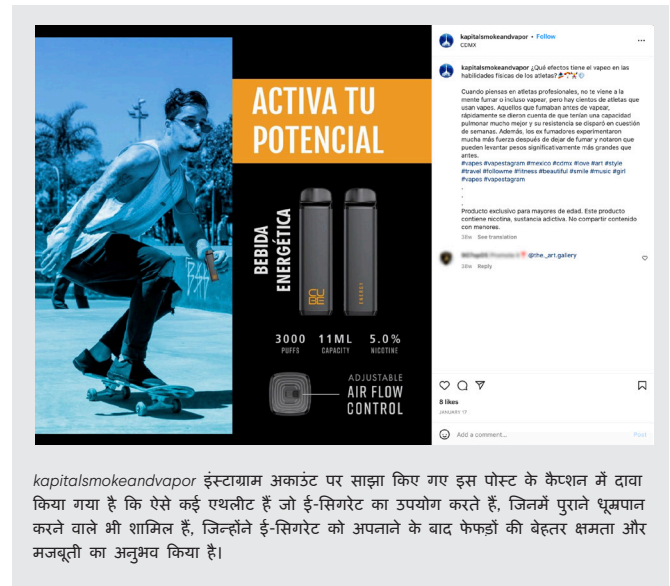 ACTIVA TU
POTENCIAL
BEBIDA
ENERGÉTICA
CUBE
ENERGY
3000 11ML 5.0%
PUFFS CAPACITY NICOTINE
ADJUSTABLE
AIR FLOW
CONTROL
kapitalsmokeandvapor • Follow
CDMX
kapitalsmokeandvapor ¿Qué efectos tiene el vapeo en las
habilidades físicas de los atletas?
Cuando piensas en atletas profesionales, no te viene a la
mente fumar o incluso vapear, pero hay cientos de atletas que
usan vapes. Aquellos que fumaban antes de vapear,
rápidamente se dieron cuenta de que tenían una capacidad
pulmonar mucho mejor y su resistencia se disparó en cuestión
de semanas. Además, los ex fumadores experimentaron
mucha más fuerza después de dejar de fumar y notaron que
pueden levantar pesos significativamente más grandes que
antes.
#vapes #vapestagram #mexico #cdmx #love #art #style
#travel #followme #fitness #beautiful #smile #music #girl
#vapes #vapestagram
.
.
.
Producto exclusivo para mayores de edad. Este producto
contiene nicotina, sustancia adictiva. No compartir contenido
con menores.
38w See translation
@the._art.gallery
38w Reply
8 likes
JANUARY 17
Add a comment... Post
kapitalsmokeandvapor इंस्टाग्राम अकाउंट पर साझा किए गए इस पोस्ट के कैप्शन में दावा
किया गया है कि ऐसे कई एथलीट हैं जो ई-सिगरेट का उपयोग करते हैं, जिनमें पुराने धूम्रपान
करने वाले भी शामिल हैं, जिन्होंने ई-सिगरेट को अपनाने के बाद फेफड़ों की बेहतर क्षमता और
मजबूती का अनुभव किया है।